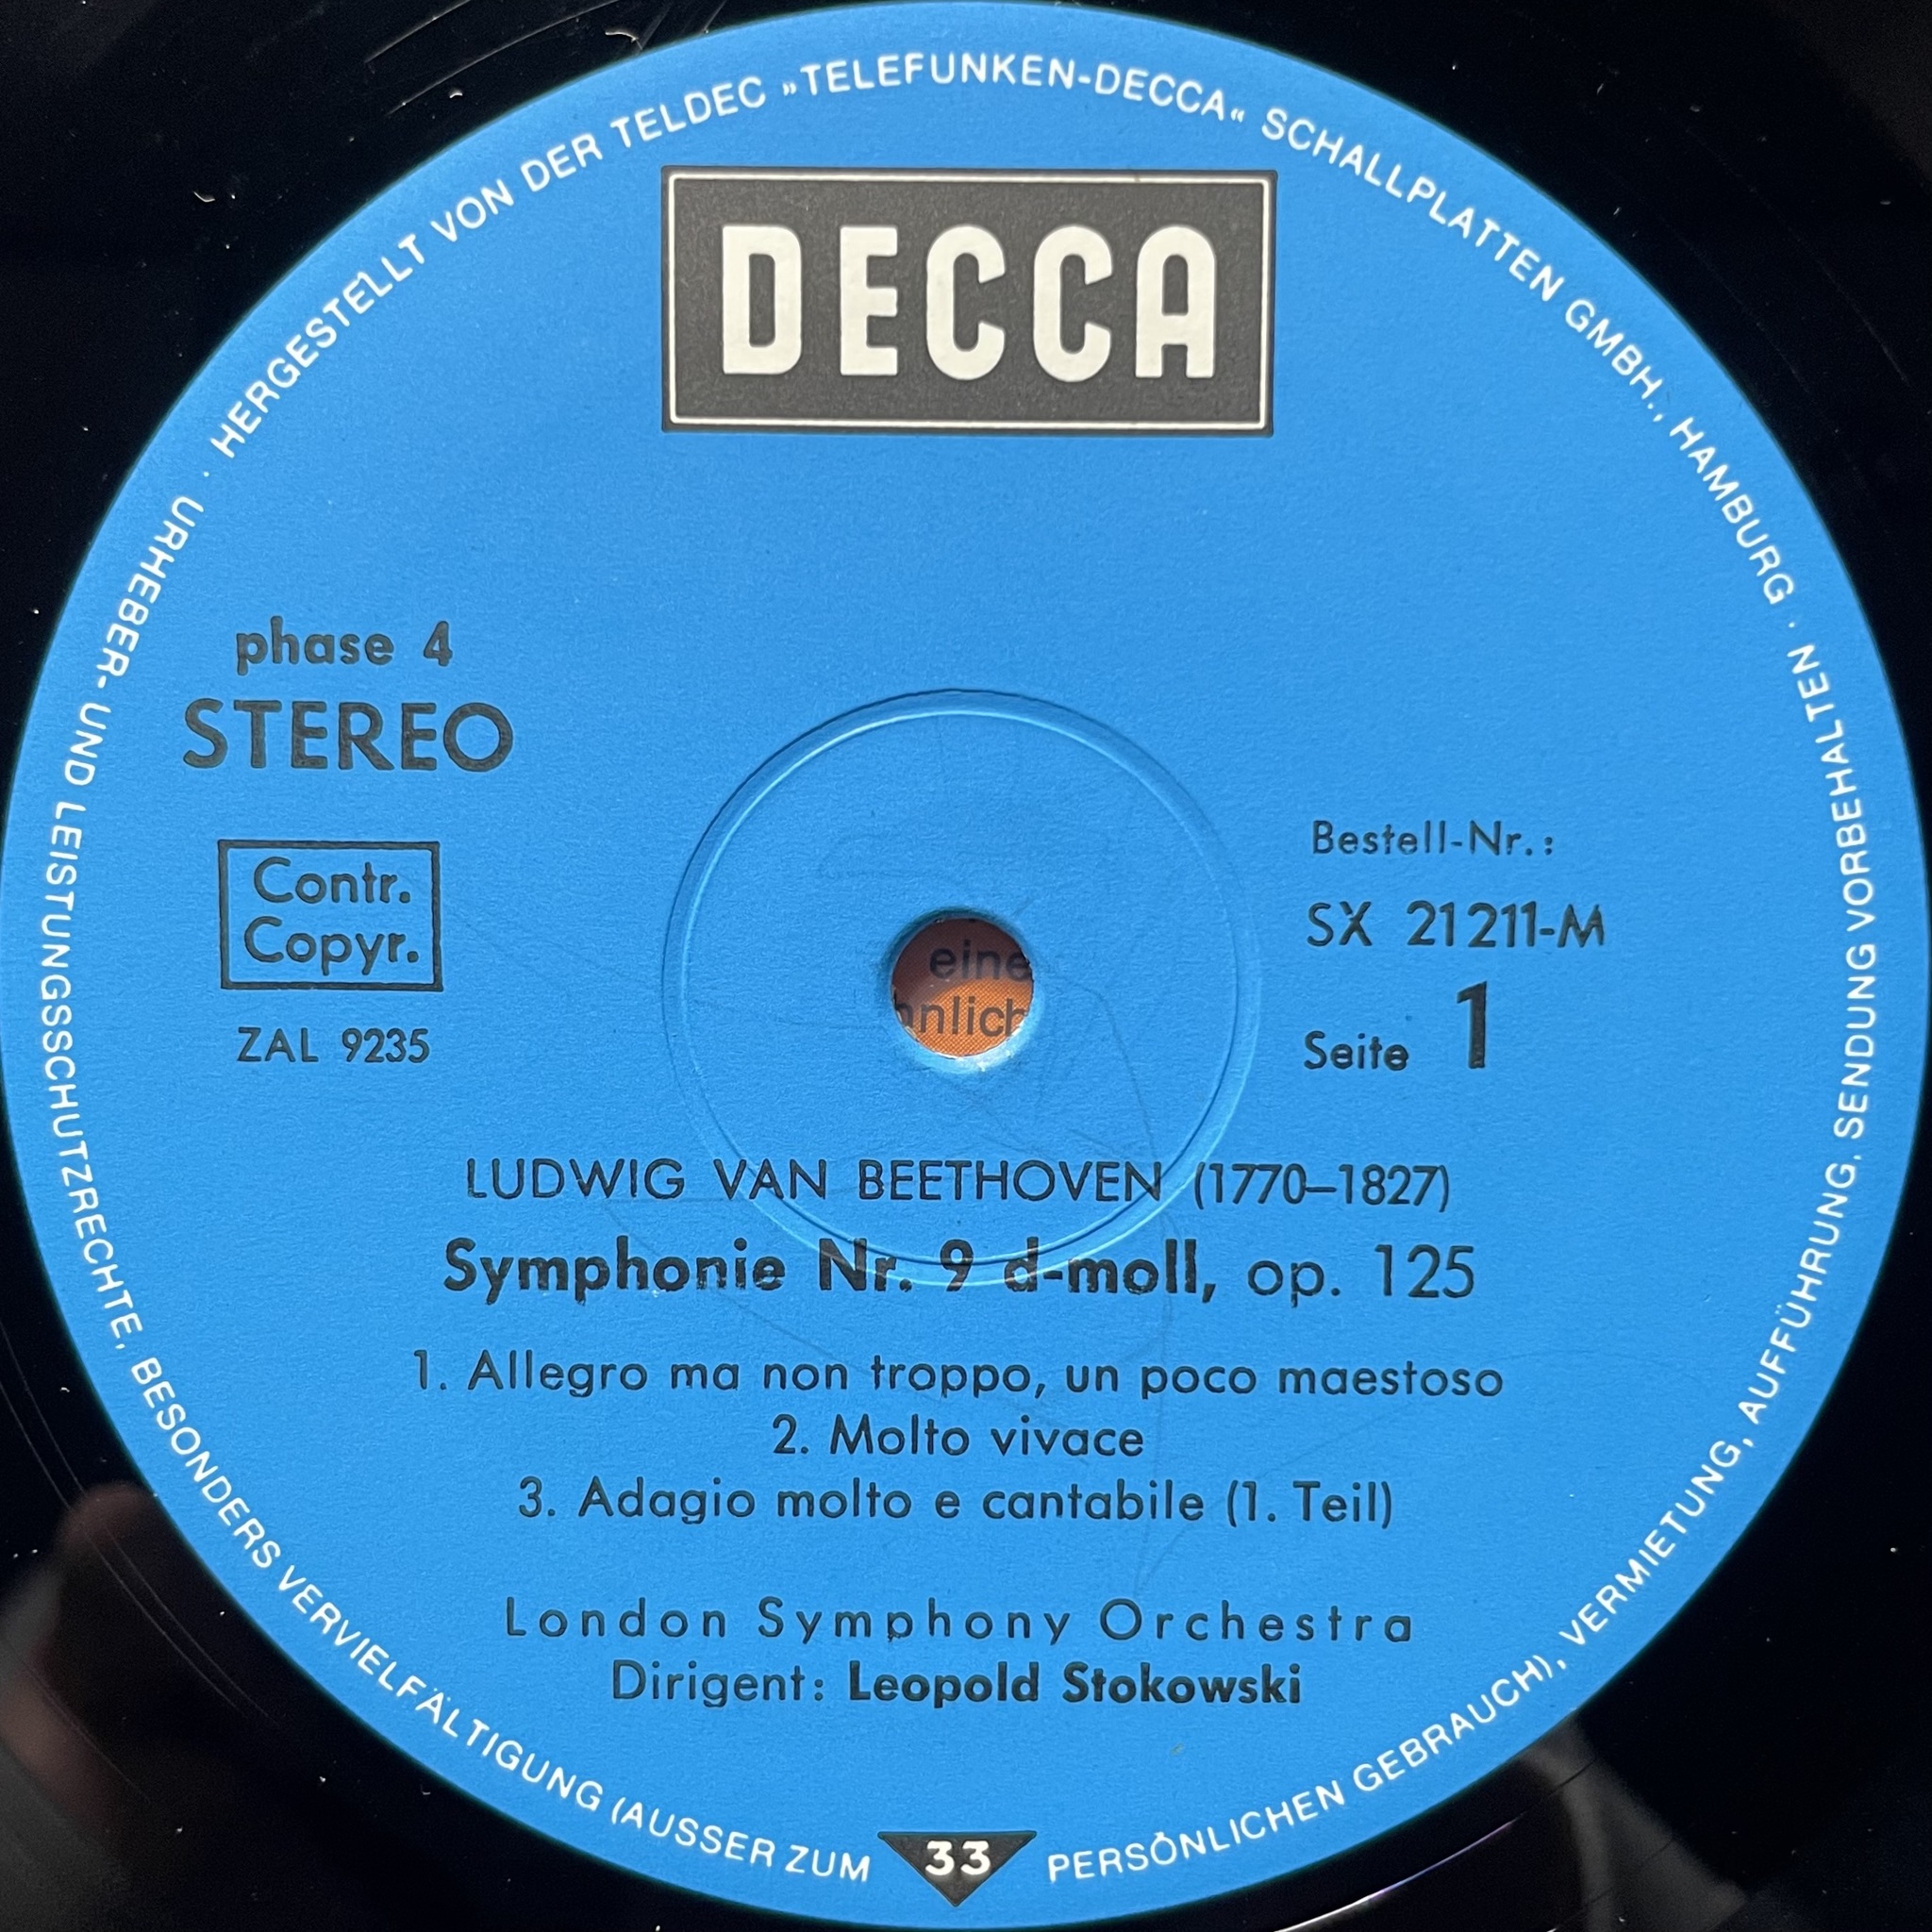 HERGESTELLT VON DER TELDEC »TELEFUNKEN-DECCA« SCHALLPLATTEN GMBH., HAMBURG ·
DECCA
phase 4
STEREO
Contr.
Copyr.
ZAL 9235
Bestell-Nr.:
SX 21211-M
Seite 1
eine
hnlich
LUDWIG VAN BEETHOVEN (1770–1827)
Symphonie Nr. 9 d-moll, op. 125
1. Allegro ma non troppo, un poco maestoso
2. Molto vivace
3. Adagio molto e cantabile (1. Teil)
London Symphony Orchestra
Dirigent: Leopold Stokowski
URHEBER- UND LEISTUNGSSCHUTZRECHTE, BESONDERS VERVIELFÄLTIGUNG (AUSSER ZUM PERSÖNLICHEN GEBRAUCH), VERMIETUNG, AUFFÜHRUNG, SENDUNG VORBEHALTEN ·
33